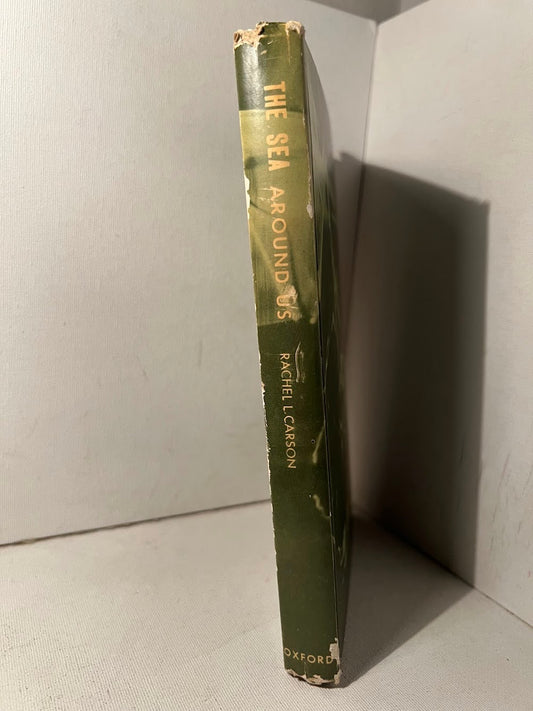 THE SEA AROUND US
RACHEL L. CARSON
OXFORD